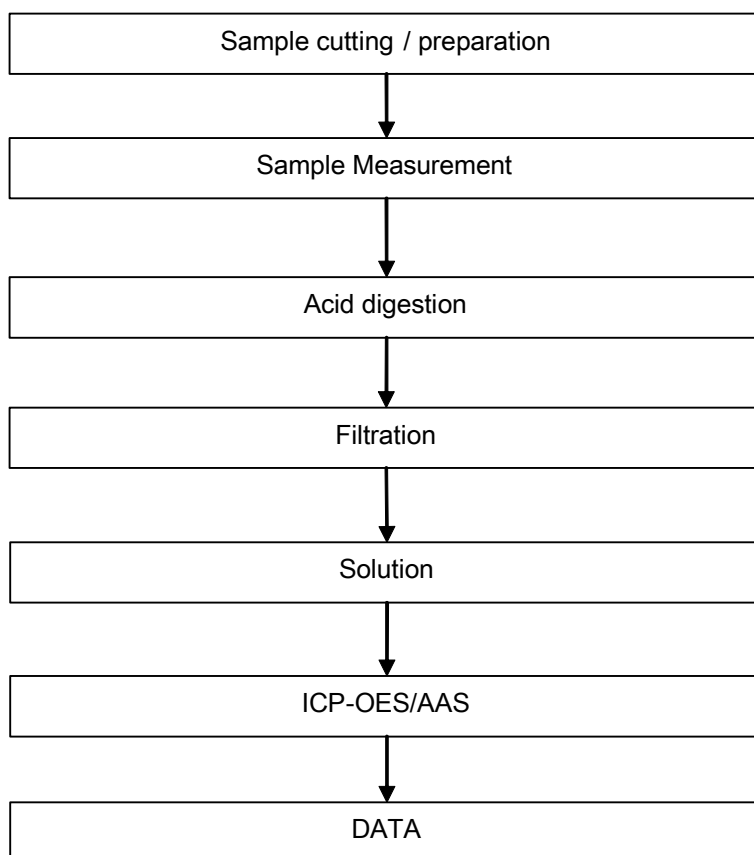 Sample cutting / preparation
Sample Measurement
Acid digestion
Filtration
Solution
ICP-OES/AAS
DATA